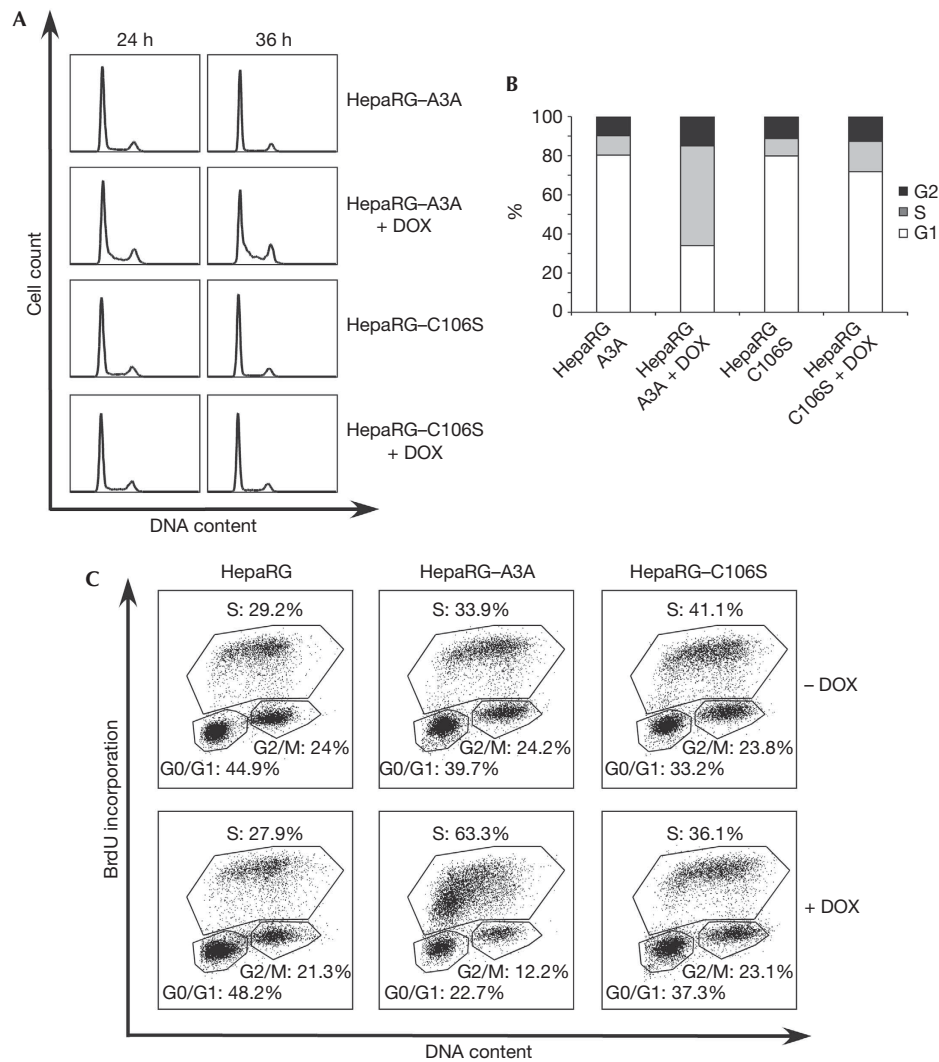 A
24 h
36 h
HepaRG–A3A
HepaRG–A3A
+ DOX
HepaRG–C106S
HepaRG–C106S
+ DOX
Cell count
DNA content
B
100
80
60
40
20
0
%
G2
S
G1
HepaRG
A3A
HepaRG
A3A + DOX
HepaRG
C106S
HepaRG
C106S + DOX
C
HepaRG
HepaRG–A3A
HepaRG–C106S
S: 29.2%
G2/M: 24%
G0/G1: 44.9%
S: 33.9%
G2/M: 24.2%
G0/G1: 39.7%
S: 41.1%
G2/M: 23.8%
G0/G1: 33.2%
– DOX
S: 27.9%
G2/M: 21.3%
G0/G1: 48.2%
S: 63.3%
G2/M: 12.2%
G0/G1: 22.7%
S: 36.1%
G2/M: 23.1%
G0/G1: 37.3%
+ DOX
BrdU incorporation
DNA content